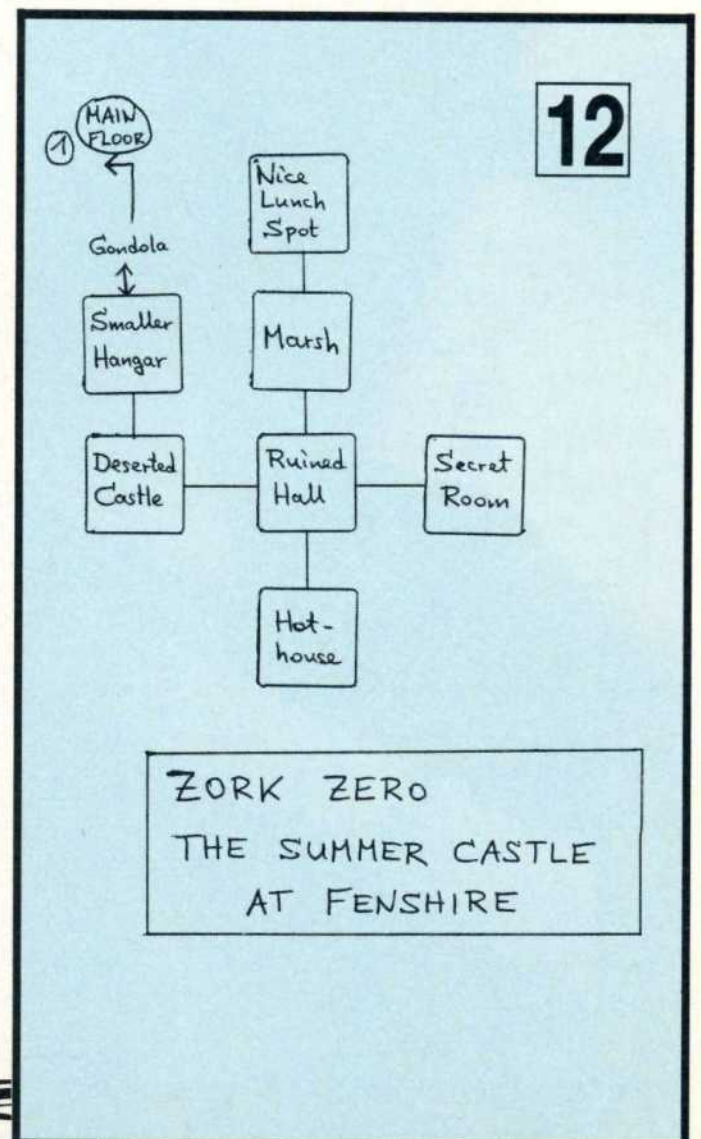 12
MAIN
FLOOR
1
Gondola
Nice
Lunch
Spot
Smaller
Hangar
Marsh
Deserted
Castle
Ruined
Hall
Secret
Room
Hot-
house
ZORK ZERO
THE SUMMER CASTLE
AT FENSHIRE